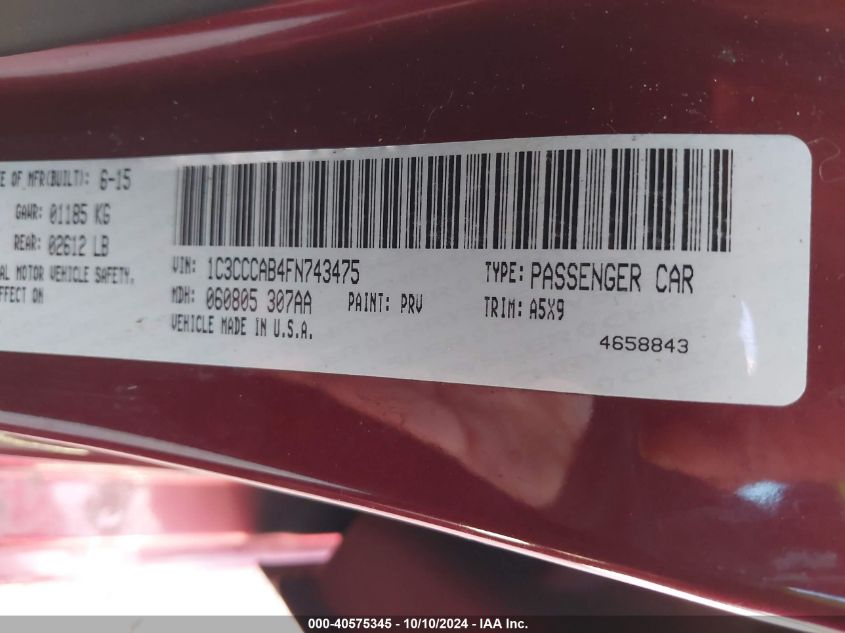 E OF MFR(BUILT): 6-15
GAWR: 01185 KG
REAR: 02612 LB
AL MOTOR VEHICLE SAFETY,
FFECT ON
VIN: 1C3CCCAB4FN743475
TYPE: PASSENGER CAR
MDH: 060805 307AA
PAINT: PRV
TRIM: A5X9
VEHICLE MADE IN U.S.A.
4658843
000-40575345 - 10/10/2024 - IAA Inc.